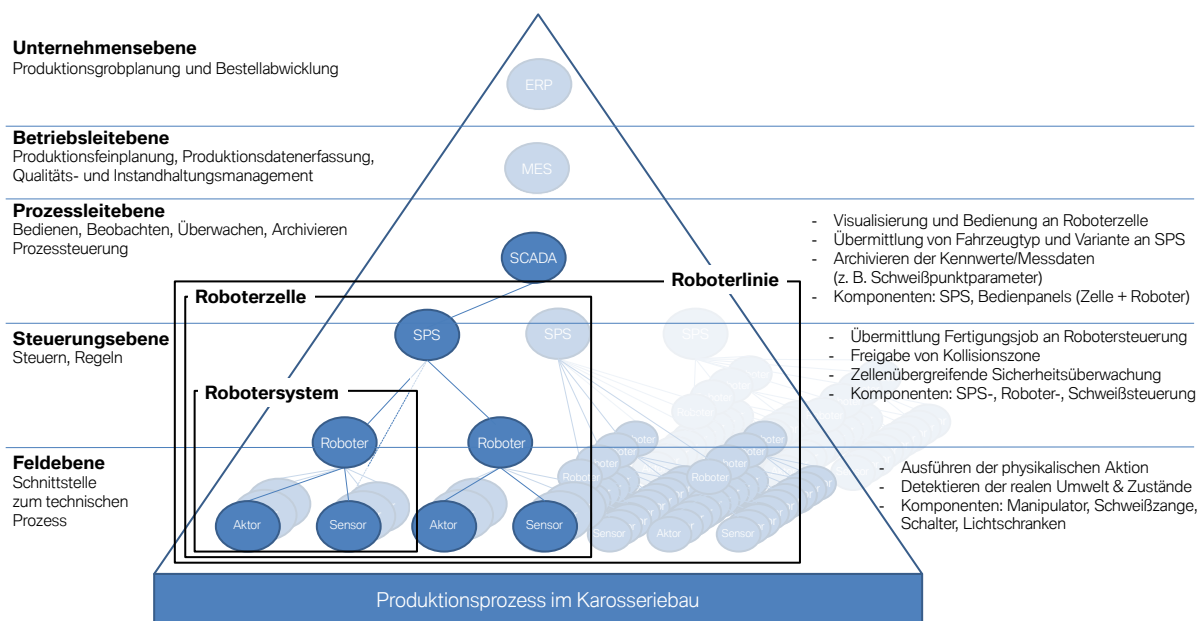 Unternehmensebene
Produktionsgrobplanung und Bestellabwicklung
ERP
Betriebsleitebene
Produktionsfeinplanung, Produktionsdatenerfassung,
Qualitäts- und Instandhaltungsmanagement
MES
Prozessleitebene
Bedienen, Beobachten, Überwachen, Archivieren
Prozessteuerung
SCADA
- Visualisierung und Bedienung an Roboterzelle
- Übermittlung von Fahrzeugtyp und Variante an SPS
- Archivieren der Kennwerte/Messdaten
(z. B. Schweißpunktparameter)
- Komponenten: SPS, Bedienpanels (Zelle + Roboter)
Roboterlinie
Roboterzelle
Steuerungsebene
Steuern, Regeln
SPS
SPS
SPS
- Übermittlung Fertigungsjob an Robotersteuerung
- Freigabe von Kollisionszone
- Zellenübergreifende Sicherheitsüberwachung
- Komponenten: SPS-, Roboter-, Schweißsteuerung
Robotersystem
Roboter
Roboter
Roboter
Roboter
Feldebene
Schnittstelle
zum technischen
Prozess
Aktor
Sensor
Aktor
Sensor
Sensor
Aktor
Sensor
- Ausführen der physikalischen Aktion
- Detektieren der realen Umwelt & Zustände
- Komponenten: Manipulator, Schweißzange,
Schalter, Lichtschranken
Produktionsprozess im Karosseriebau